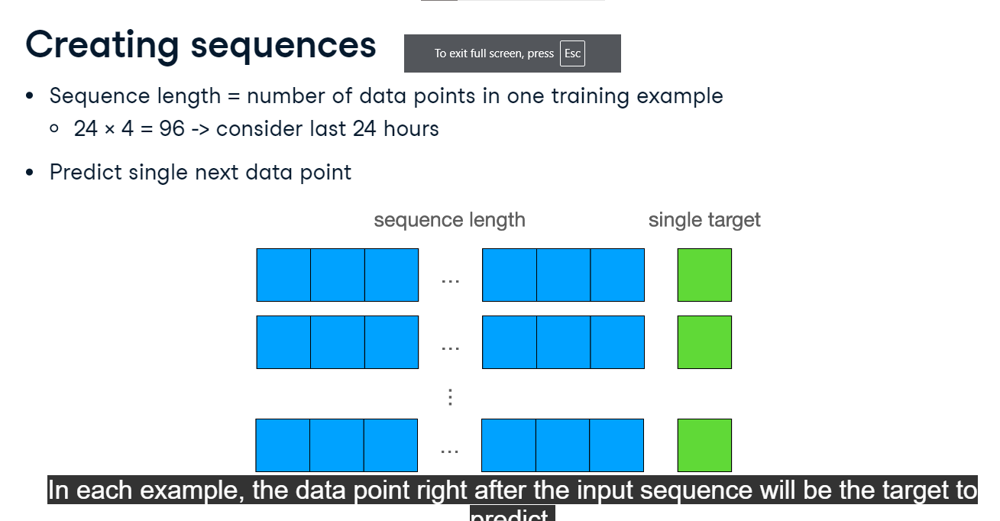 Creating sequences
To exit full screen, press Esc
• Sequence length = number of data points in one training example
○ 24 × 4 = 96 -> consider last 24 hours
• Predict single next data point
sequence length single target
...
...
⋮
...
In each example, the data point right after the input sequence will be the target to
predict.